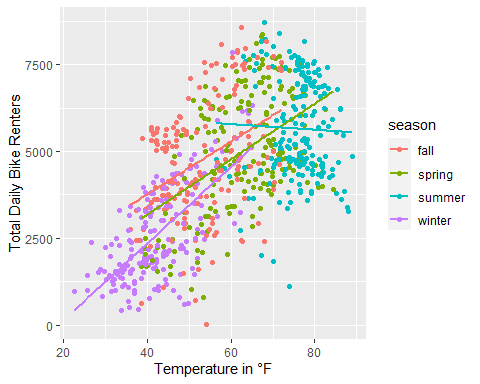 Total Daily Bike Renters
7500
5000
2500
0
20
40
60
80
Temperature in °F
season
fall
spring
summer
winter